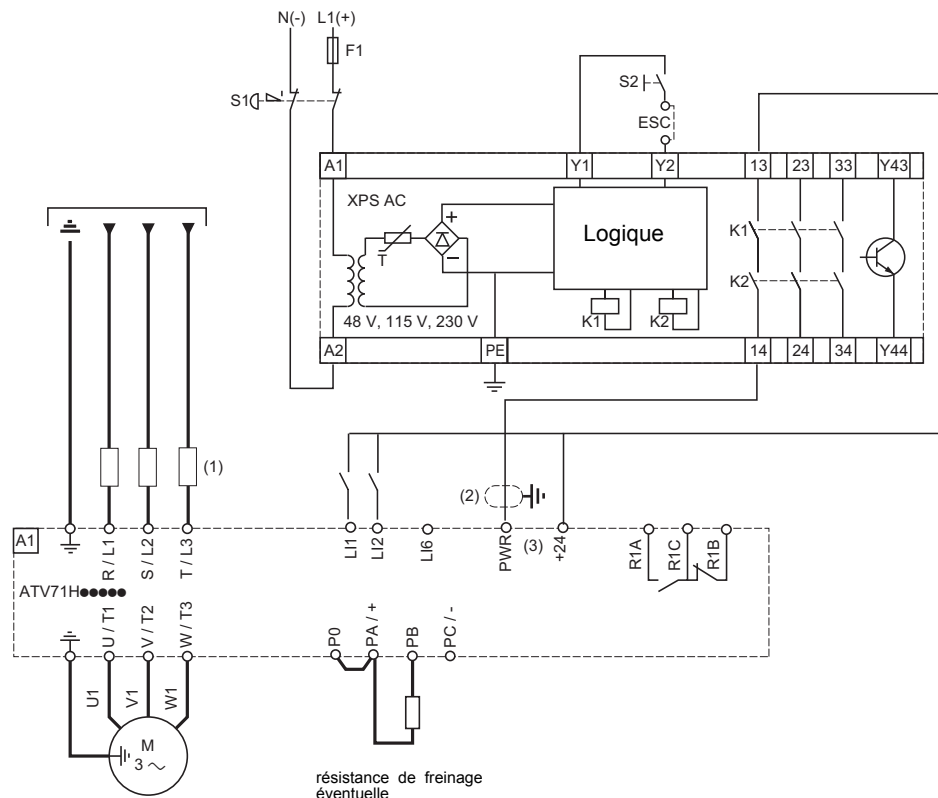 N(-) L1(+)
F1
S1
S2
ESC
A1 Y1 Y2 13 23 33 Y43
XPS AC
+
Logique
K1
T
−
K2
48 V, 115 V, 230 V
K1 K2
A2 PE 14 24 34 Y44
(1)
(2)
(3)
A1
R / L1
S / L2
T / L3
LI1
LI2
LI6
PWR
+24
R1A
R1C
R1B
ATV71H●●●●●
U / T1
V / T2
W / T3
P0
PA / +
PB
PC / -
U1
V1
W1
M
3 ~
résistance de freinage
éventuelle